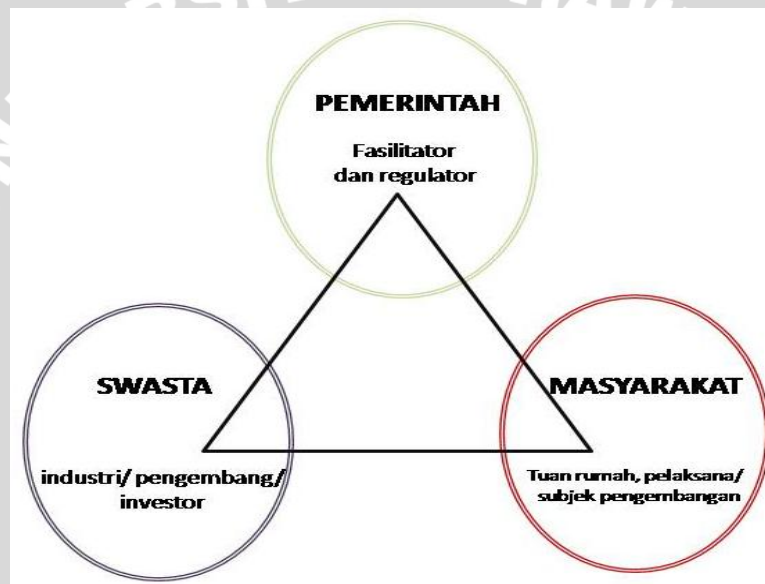 PEMERINTAH
Fasilitator
dan regulator
SWASTA
industri/ pengembang/
investor
MASYARAKAT
Tuan rumah, pelaksana/
subjek pengembangan